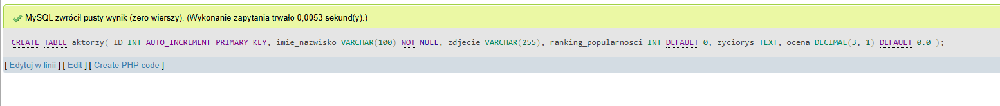 MySQL zwrócił pusty wynik (zero wierszy). (Wykonanie zapytania trwało 0,0053 sekund(y).)
CREATE TABLE aktorzy( ID INT AUTO_INCREMENT PRIMARY KEY, imie_nazwisko VARCHAR(100) NOT NULL, zdjecie VARCHAR(255), ranking_popularnosci INT DEFAULT 0, zyciorys TEXT, ocena DECIMAL(3, 1) DEFAULT 0.0 );
[ Edytuj w linii ] [ Edit ] [ Create PHP code ]